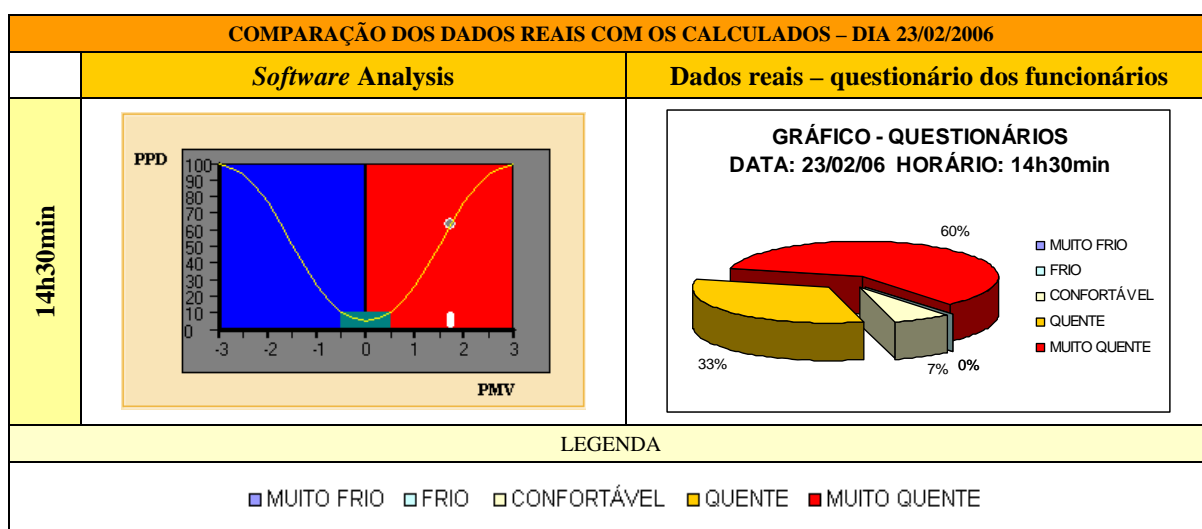 COMPARAÇÃO DOS DADOS REAIS COM OS CALCULADOS – DIA 23/02/2006
Software Analysis
Dados reais – questionário dos funcionários
14h30min
PPD
100
90
80
70
60
50
40
30
20
10
0
-3 -2 -1 0 1 2 3
PMV
GRÁFICO - QUESTIONÁRIOS
DATA: 23/02/06 HORÁRIO: 14h30min
60%
33%
7% 0%
MUITO FRIO
FRIO
CONFORTÁVEL
QUENTE
MUITO QUENTE
LEGENDA
MUITO FRIO FRIO CONFORTÁVEL QUENTE MUITO QUENTE